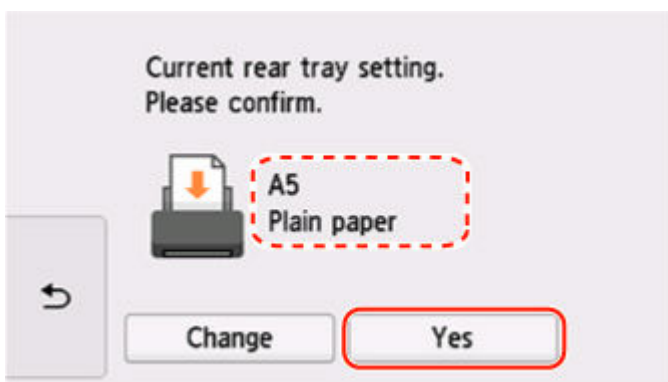 Current rear tray setting.
Please confirm.
A5
Plain paper
Change
Yes